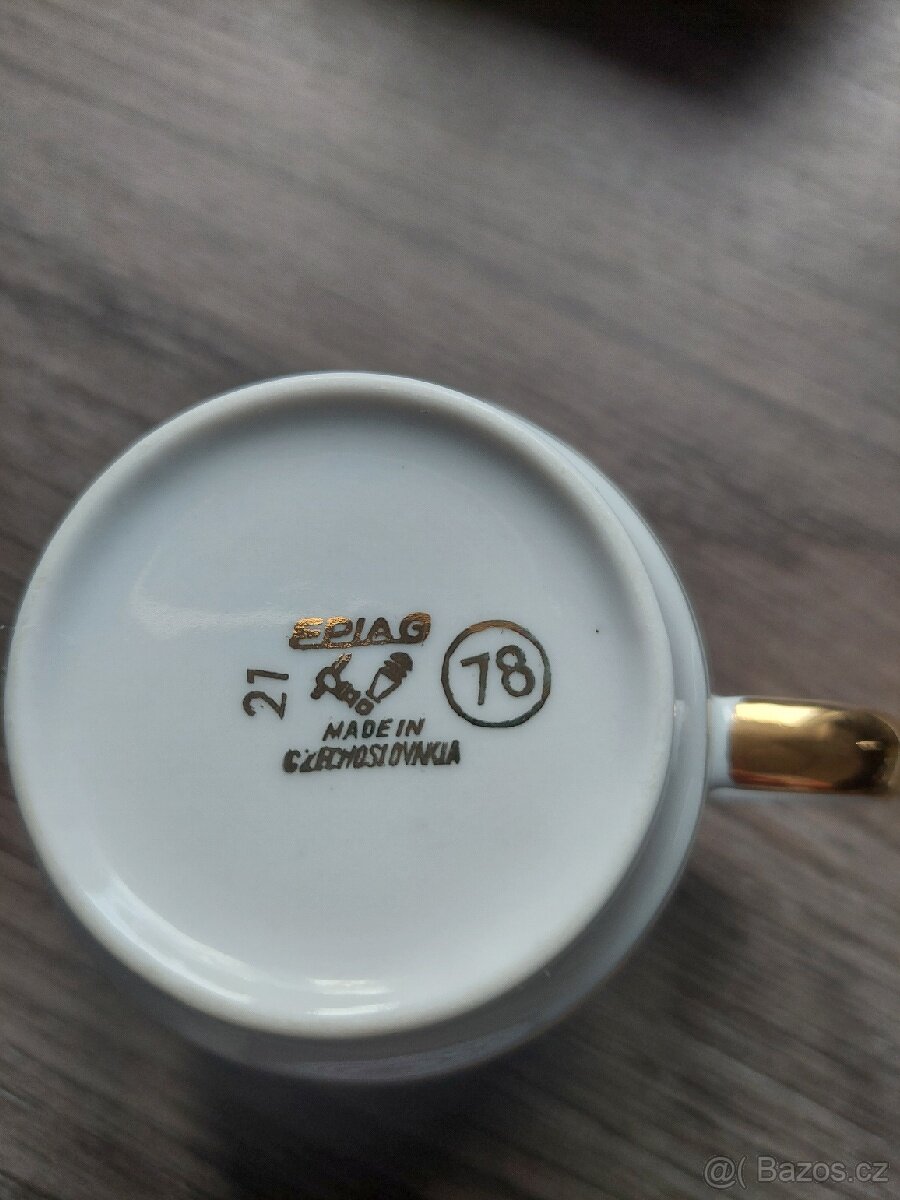 EPIAG
21
78
MADE IN
CZECHOSLOVAKIA
@( Bazos.cz